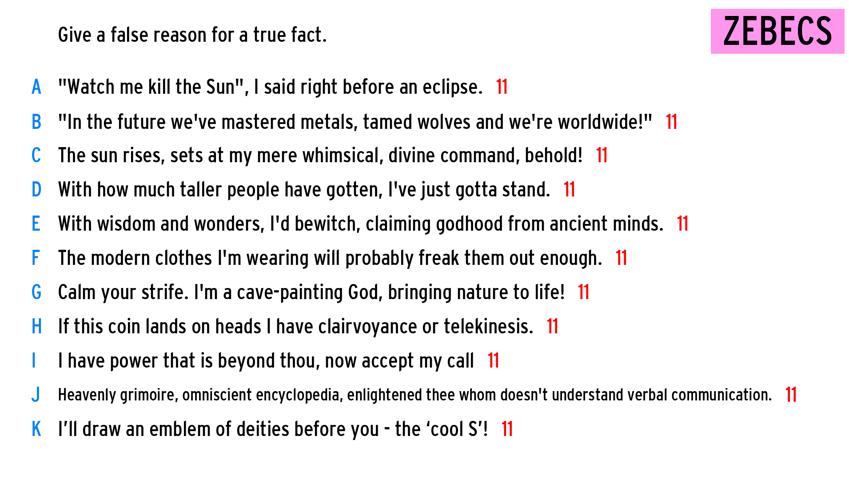 Give a false reason for a true fact.
ZEBECS
A "Watch me kill the Sun", I said right before an eclipse. 11
B "In the future we've mastered metals, tamed wolves and we're worldwide!" 11
C The sun rises, sets at my mere whimsical, divine command, behold! 11
D With how much taller people have gotten, I've just gotta stand. 11
E With wisdom and wonders, I'd bewitch, claiming godhood from ancient minds. 11
F The modern clothes I'm wearing will probably freak them out enough. 11
G Calm your strife. I'm a cave-painting God, bringing nature to life! 11
H If this coin lands on heads I have clairvoyance or telekinesis. 11
I I have power that is beyond thou, now accept my call 11
J Heavenly grimoire, omniscient encyclopedia, enlightened thee whom doesn't understand verbal communication. 11
K I’ll draw an emblem of deities before you - the ‘cool S’! 11